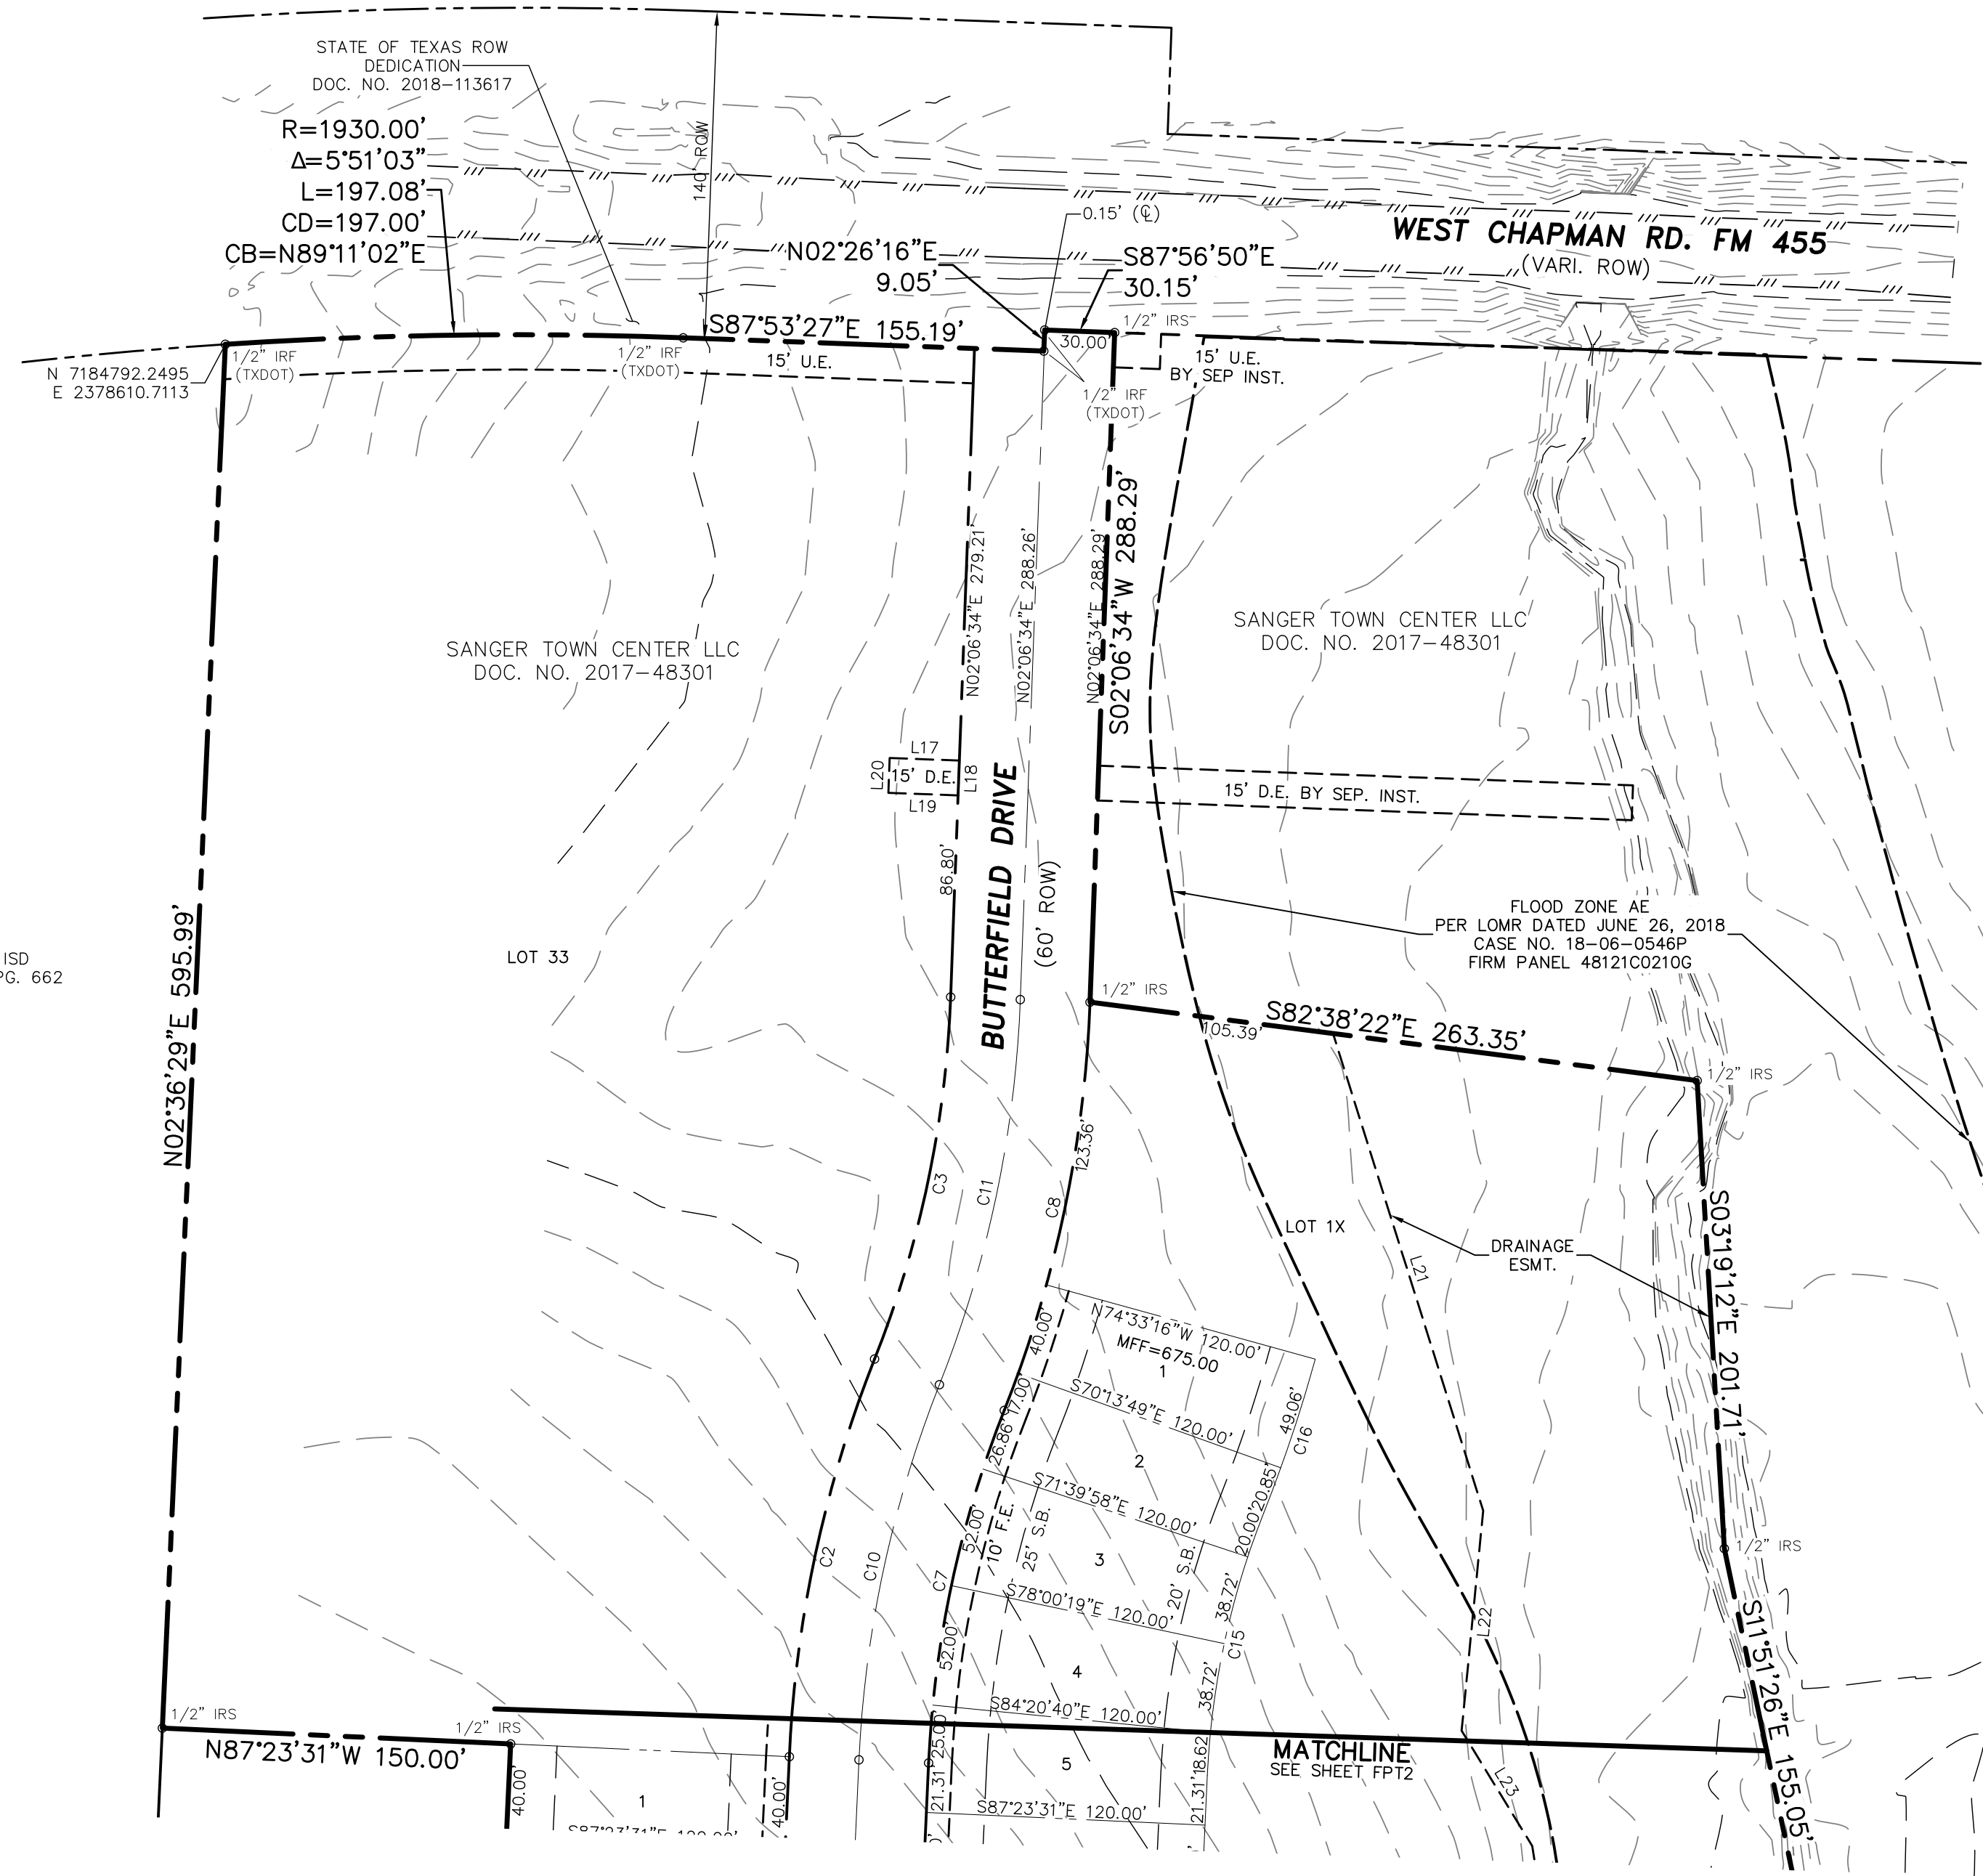 STATE OF TEXAS ROW
DEDICATION
DOC. NO. 2018-113617
R=1930.00'
Δ=5°51'03"
L=197.08'
CD=197.00'
CB=N89°11'02"E
140' ROW
0.15' (℄)
N02°26'16"E
9.05'
S87°56'50"E
30.15'
WEST CHAPMAN RD. FM 455
(VARI. ROW)
S87°53'27"E 155.19'
30.00'
1/2" IRS
N 7184792.2495
E 2378610.7113
1/2" IRF
(TXDOT)
1/2" IRF
(TXDOT)
15' U.E.
15' U.E.
BY SEP INST.
1/2" IRF
(TXDOT)
N02°06'34"E 279.21'
N02°06'34"E 288.26'
N02°06'34"E 288.29'
S02°06'34"W 288.29'
SANGER TOWN CENTER LLC
DOC. NO. 2017-48301
SANGER TOWN CENTER LLC
DOC. NO. 2017-48301
L17
L20
15' D.E.
L18
L19
15' D.E. BY SEP. INST.
86.80'
BUTTERFIELD DRIVE
(60' ROW)
FLOOD ZONE AE
PER LOMR DATED JUNE 26, 2018
CASE NO. 18-06-0546P
FIRM PANEL 48121C0210G
ISD
PG. 662
LOT 33
N02°36'29"E 595.99'
1/2" IRS
S82°38'22"E 263.35'
105.39'
1/2" IRS
123.36'
C3
C11
C8
LOT 1X
DRAINAGE
ESMT.
L21
S03°19'12"E 201.71'
N74°33'16"W 120.00'
MFF=675.00
1
40.00'
17.00'
S70°13'49"E 120.00'
49.06'
C16
26.86'
2
20.85'
S71°39'58"E 120.00'
20.00'
52.00'
10' F.E.
25' S.B.
3
20' S.B.
1/2" IRS
C2
C10
C7
S78°00'19"E 120.00'
38.72'
C15
L22
52.00'
4
38.72'
S84°20'40"E 120.00'
S11°51'26"E 155.05'
1/2" IRS
1/2" IRS
N87°23'31"W 150.00'
25.00'
21.31'
5
18.62'
21.31'
MATCHLINE
SEE SHEET FPT2
L23
40.00'
1
40.00'
S87°23'31"E 120.00'
S87°23'31"E 120.00'